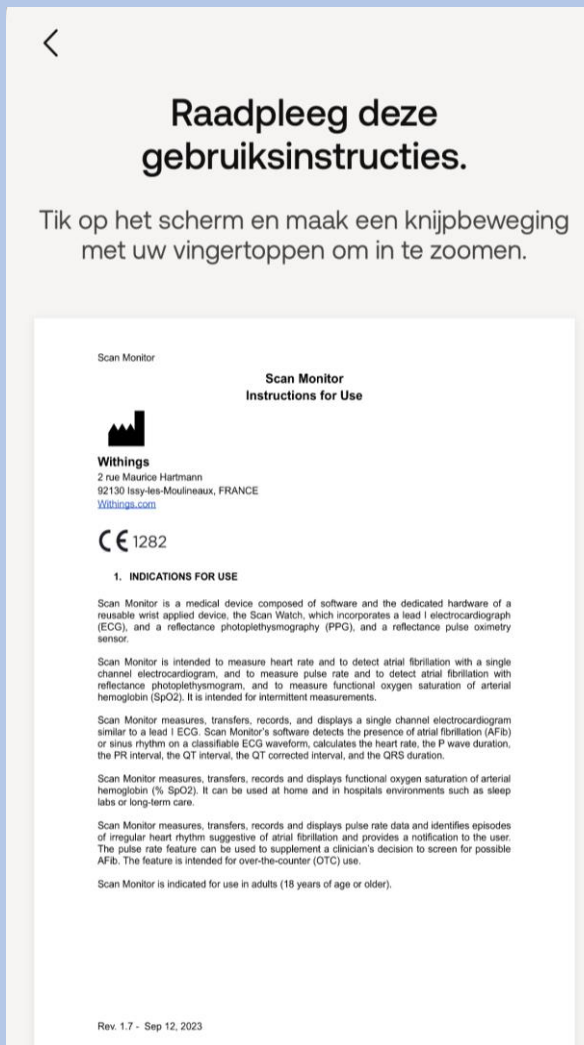 Raadpleeg deze
gebruiksinstructies.
Tik op het scherm en maak een knijpbeweging
met uw vingertoppen om in te zoomen.
Scan Monitor
Scan Monitor
Instructions for Use
Withings
2 rue Maurice Hartmann
92130 Issy-les-Moulineaux, FRANCE
Withings.com
CE 1282
1. INDICATIONS FOR USE
Scan Monitor is a medical device composed of software and the dedicated hardware of a
reusable wrist applied device, the Scan Watch, which incorporates a lead I electrocardiograph
(ECG), and a reflectance photoplethysmography (PPG), and a reflectance pulse oximetry
sensor.
Scan Monitor is intended to measure heart rate and to detect atrial fibrillation with a single
channel electrocardiogram, and to measure pulse rate and to detect atrial fibrillation with
reflectance photoplethysmogram, and to measure functional oxygen saturation of arterial
hemoglobin (SpO2). It is intended for intermittent measurements.
Scan Monitor measures, transfers, records, and displays a single channel electrocardiogram
similar to a lead I ECG. Scan Monitor's software detects the presence of atrial fibrillation (AFib)
or sinus rhythm on a classifiable ECG waveform, calculates the heart rate, the P wave duration,
the PR interval, the QT interval, the QT corrected interval, and the QRS duration.
Scan Monitor measures, transfers, records and displays functional oxygen saturation of arterial
hemoglobin (% SpO2). It can be used at home and in hospitals environments such as sleep
labs or long-term care.
Scan Monitor measures, transfers, records and displays pulse rate data and identifies episodes
of irregular heart rhythm suggestive of atrial fibrillation and provides a notification to the user.
The pulse rate feature can be used to supplement a clinician's decision to screen for possible
AFib. The feature is intended for over-the-counter (OTC) use.
Scan Monitor is indicated for use in adults (18 years of age or older).
Rev. 1.7 - Sep 12, 2023